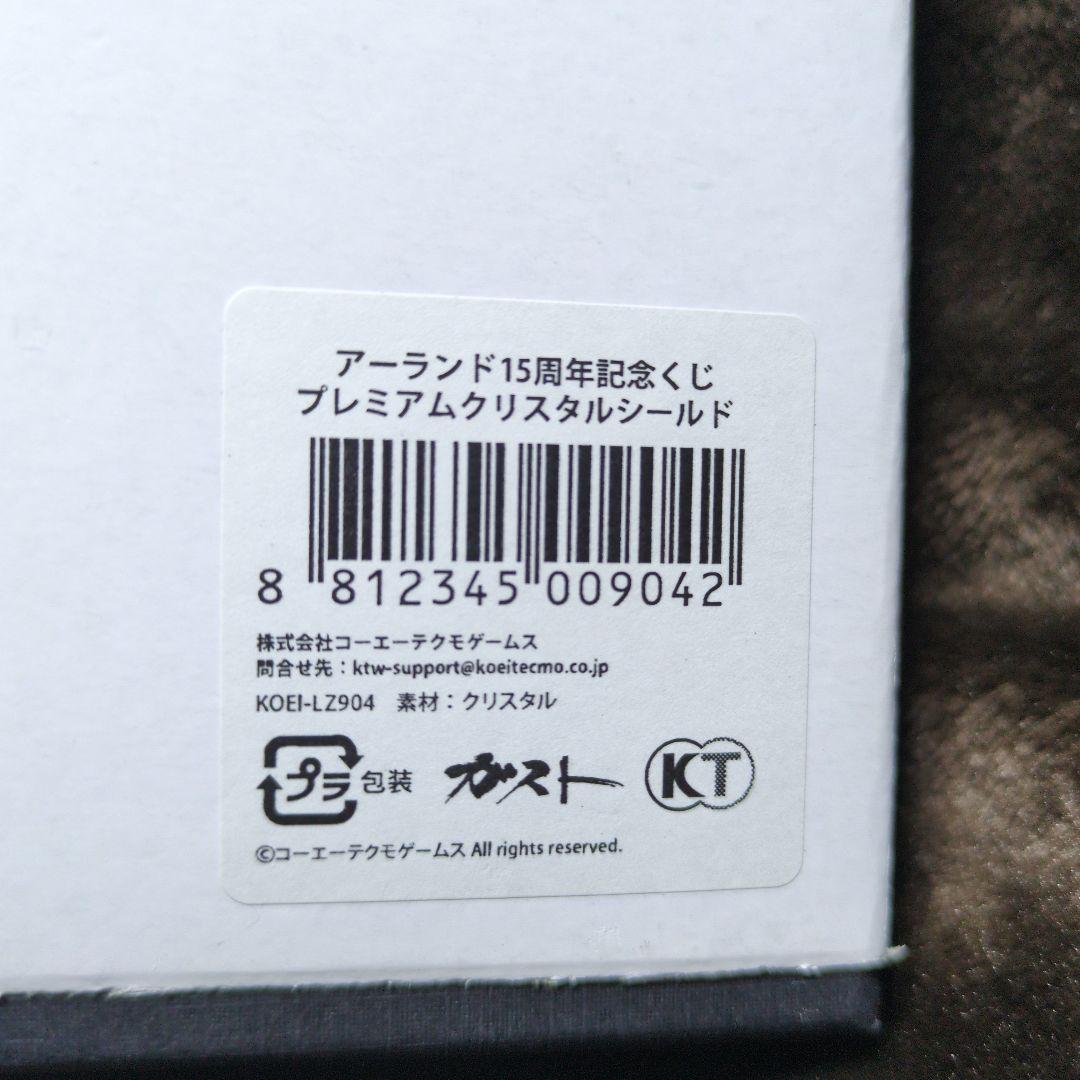 アーランド15周年記念くじ
プレミアムクリスタルシールド
8 812345 009042
株式会社コーエーテクモゲームス
問合せ先：ktw-support@koeitecmo.co.jp
KOEI-LZ904 素材：クリスタル
プラ 包装 ガスト KT
©コーエーテクモゲームス All rights reserved.